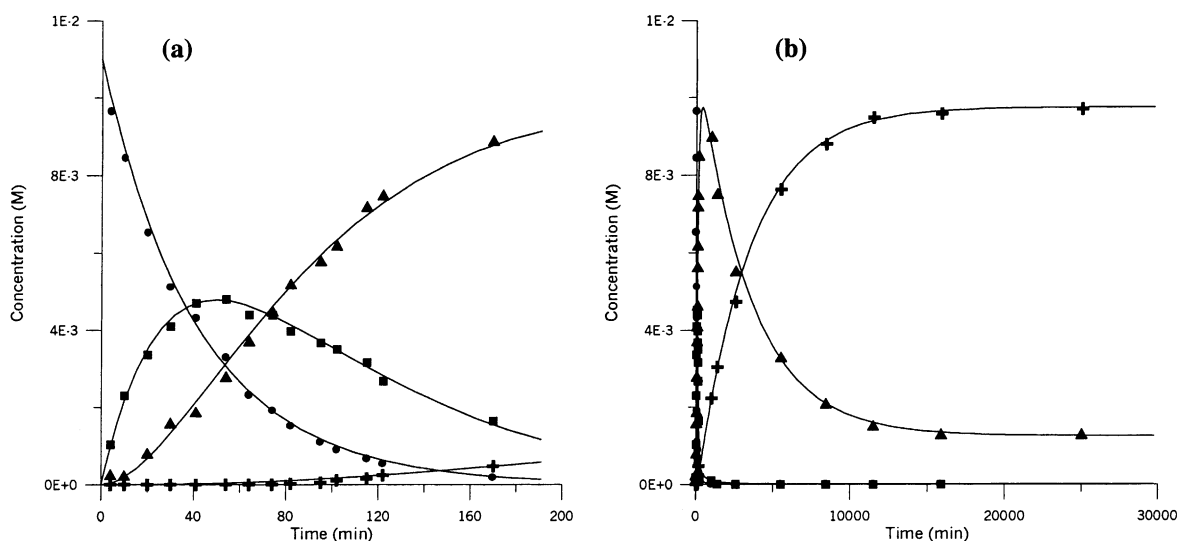 (a)
Concentration (M)
1E-2
8E-3
4E-3
0E+0
0 40 80 120 160 200
Time (min)
(b)
Concentration (M)
1E-2
8E-3
4E-3
0E+0
0 10000 20000 30000
Time (min)